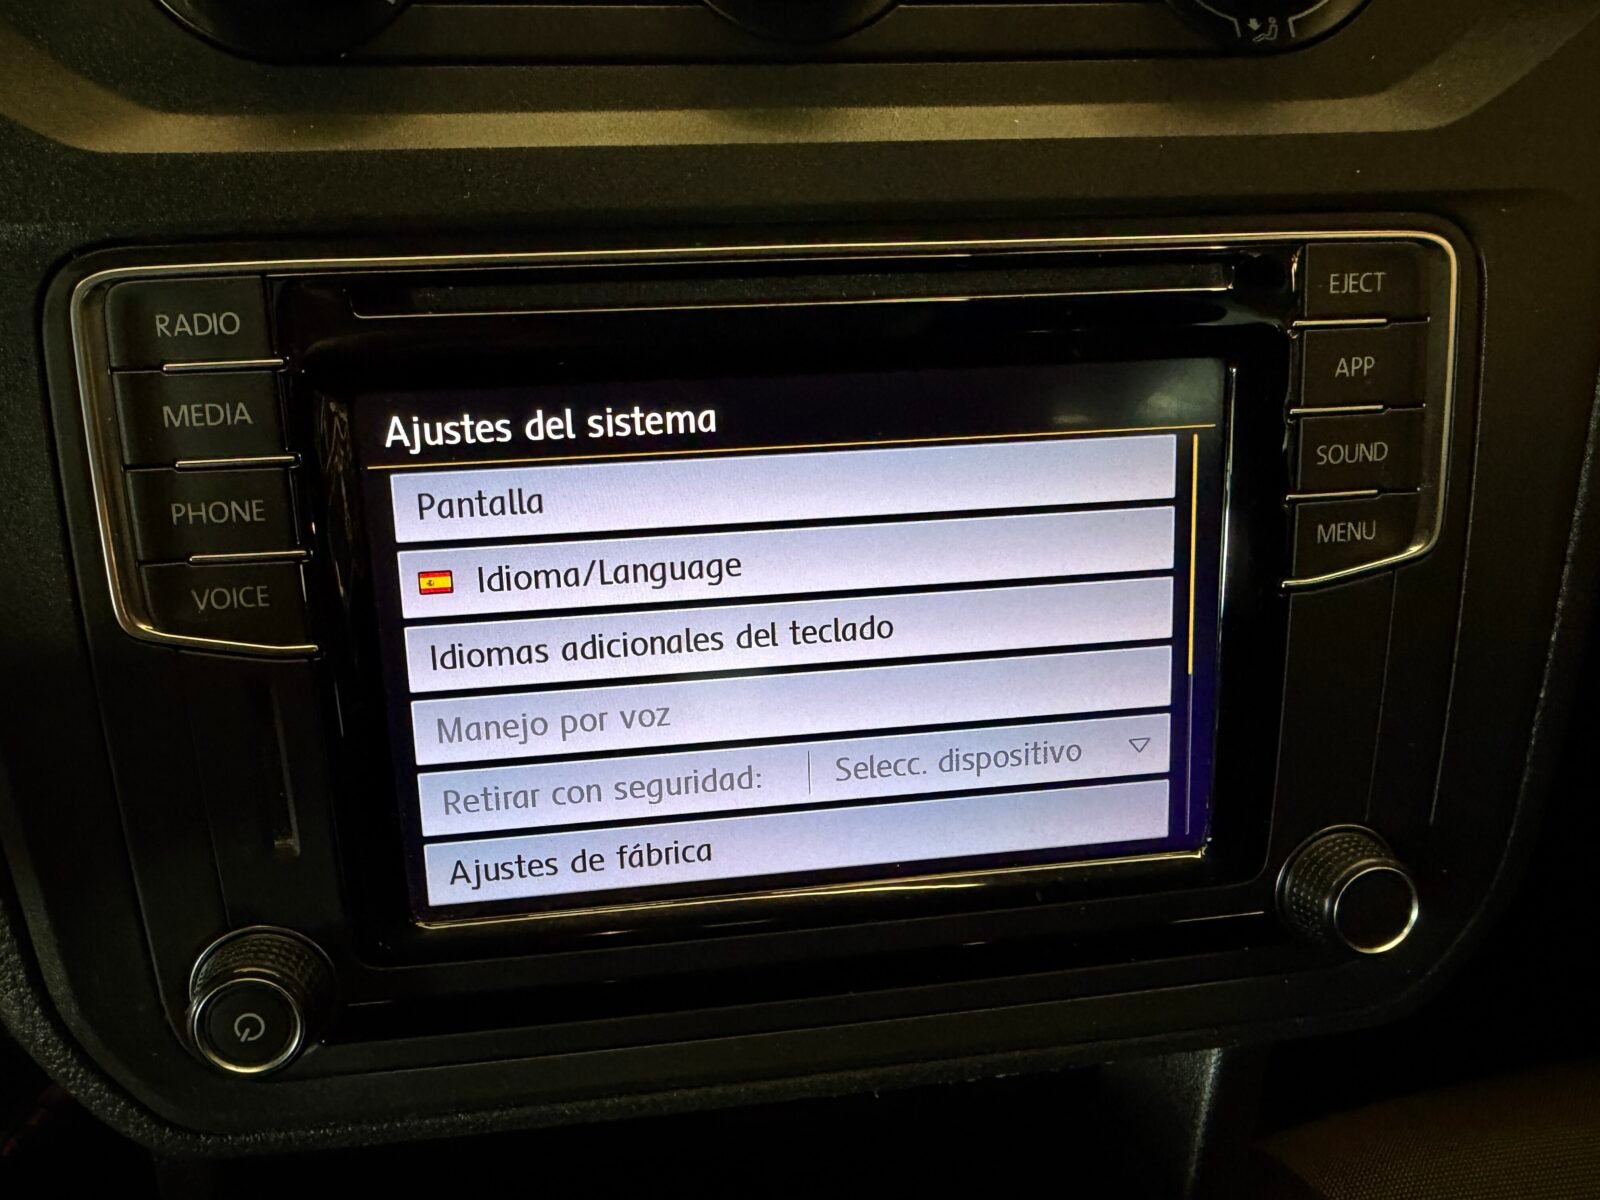 RADIO
MEDIA
PHONE
VOICE
Ajustes del sistema
Pantalla
Idioma/Language
Idiomas adicionales del teclado
Manejo por voz
Retirar con seguridad: Selecc. dispositivo
Ajustes de fábrica
EJECT
APP
SOUND
MENU